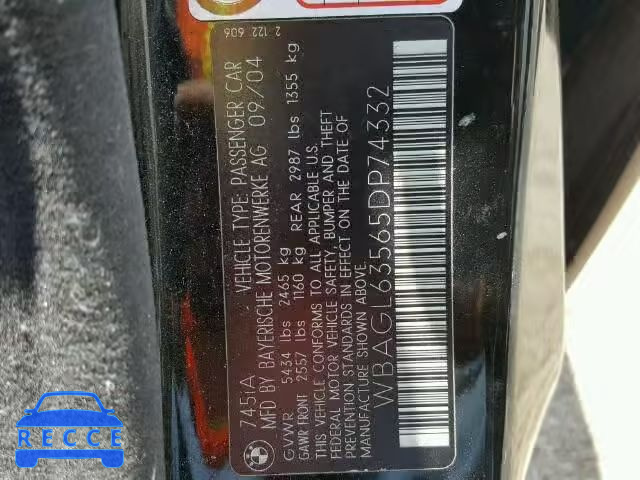 2 122 606
745iA VEHICLE TYPE: PASSENGER CAR
MFD BY BAYERISCHE MOTORENWERKE AG 09/04
GVWR 5434 lbs 2465 kg
GAWR FRONT 2557 lbs 1160 kg REAR 2987 lbs 1355 kg
THIS VEHICLE CONFORMS TO ALL APPLICABLE U.S.
FEDERAL MOTOR VEHICLE SAFETY, BUMPER AND THEFT
PREVENTION STANDARDS IN EFFECT ON THE DATE OF
MANUFACTURE SHOWN ABOVE
WBAGL63565DP74332
RECCE